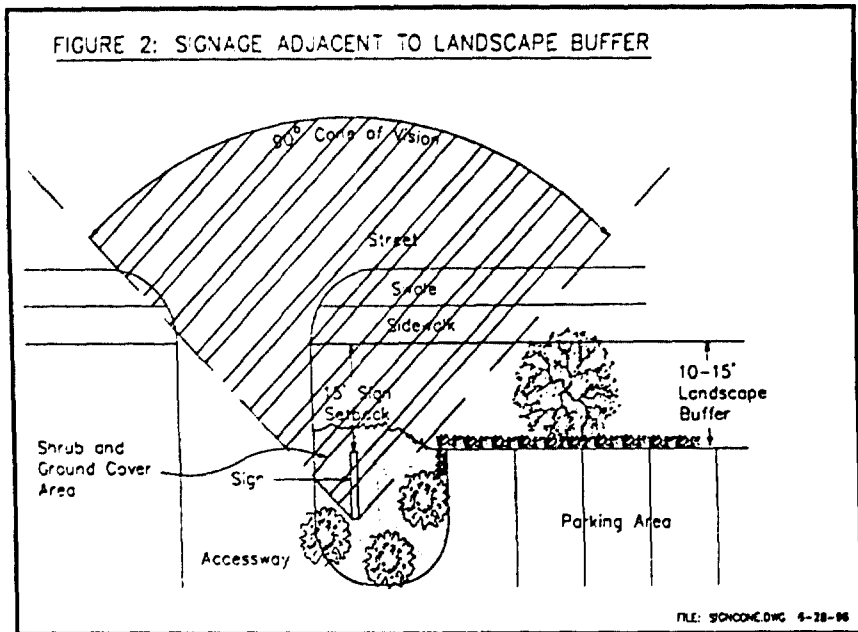 FIGURE 2: SIGNAGE ADJACENT TO LANDSCAPE BUFFER
90° Cone of Vision
Street
Swale
Sidewalk
15' Sign
Setback
10-15'
Landscape
Buffer
Shrub and
Ground Cover
Area
Sign
Parking Area
Accessway
FILE: SIGNCONE.DWG 6-28-96